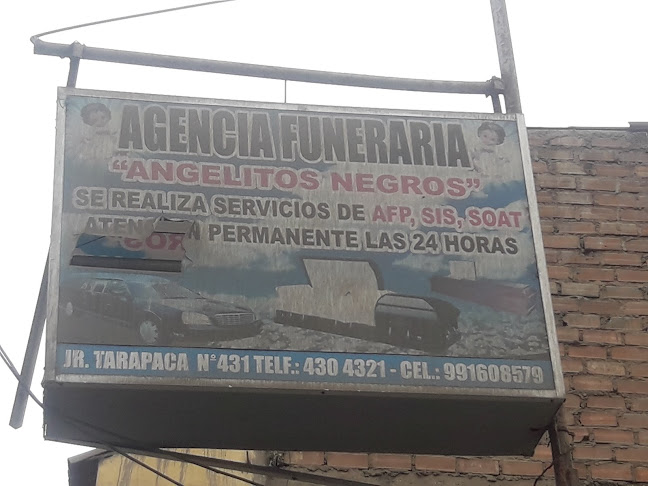 AGENCIA FUNERARIA
"ANGELITOS NEGROS"
SE REALIZA SERVICIOS DE AFP, SIS, SOAT
PERMANENTE LAS 24 HORAS
JR. TARAPACA N°431 TELF.: 430 4321 - CEL.: 991608579